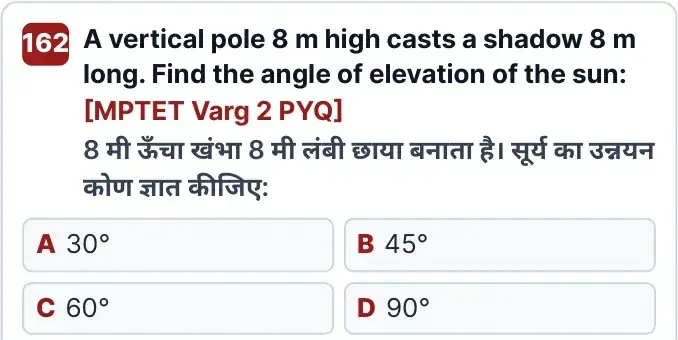 162 A vertical pole 8 m high casts a shadow 8 m
long. Find the angle of elevation of the sun:
[MPTET Varg 2 PYQ]
8 मी ऊँचा खंभा 8 मी लंबी छाया बनाता है। सूर्य का उन्नयन
कोण ज्ञात कीजिए:
A 30° B 45°
C 60° D 90°